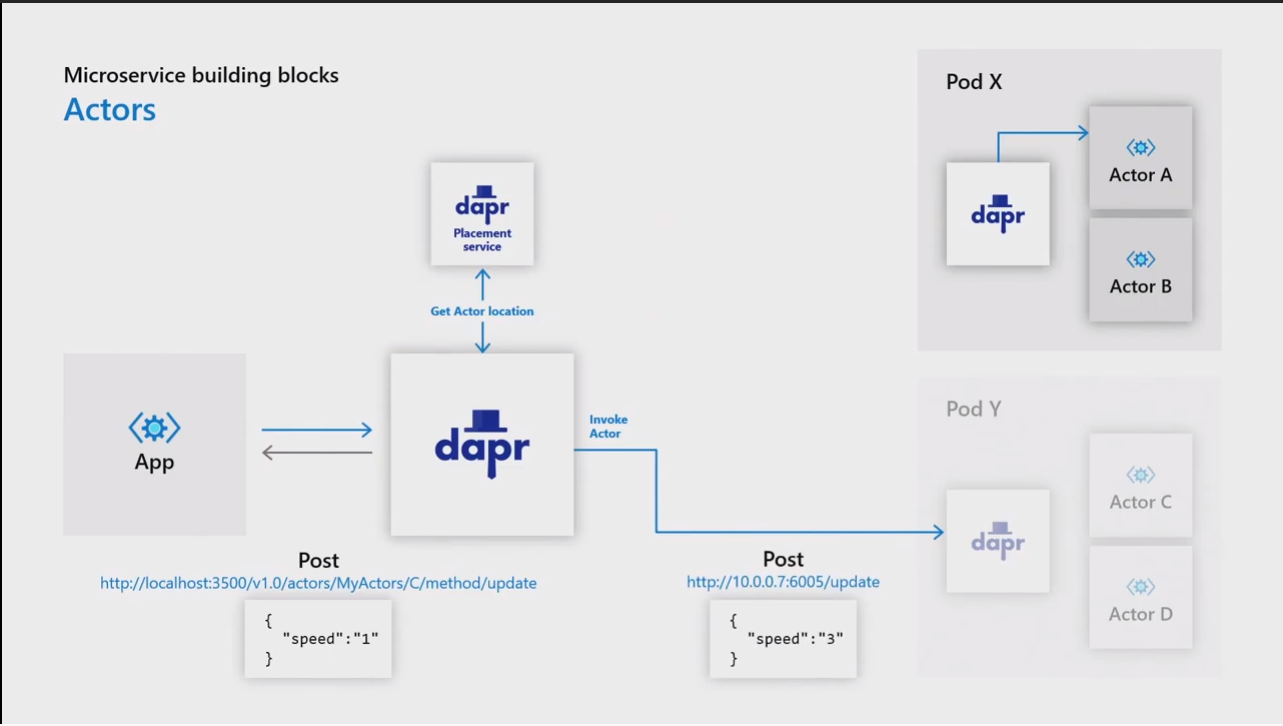 Microservice building blocks
Actors
dapr
Placement
service
Get Actor location
App
dapr
Invoke
Actor
Post
http://localhost:3500/v1.0/actors/MyActors/C/method/update
{
"speed":"1"
}
Post
http://10.0.0.7:6005/update
{
"speed":"3"
}
Pod X
dapr
Actor A
Actor B
Pod Y
dapr
Actor C
Actor D